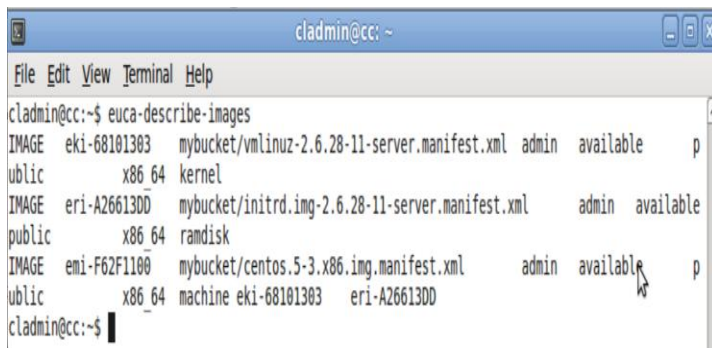 cladmin@cc: ~
File Edit View Terminal Help
cladmin@cc:~$ euca-describe-images
IMAGE eki-68101303 mybucket/vmlinuz-2.6.28-11-server.manifest.xml admin available p
ublic x86_64 kernel
IMAGE eri-A26613DD mybucket/initrd.img-2.6.28-11-server.manifest.xml admin available
public x86_64 ramdisk
IMAGE emi-F62F1100 mybucket/centos.5-3.x86.img.manifest.xml admin available p
ublic x86_64 machine eki-68101303 eri-A26613DD
cladmin@cc:~$